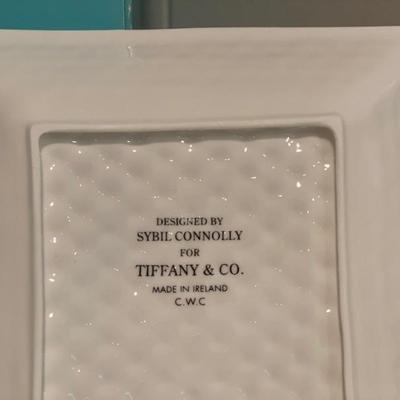 DESIGNED BY
SYBIL CONNOLLY
FOR
TIFFANY & CO.
MADE IN IRELAND
C.W.C